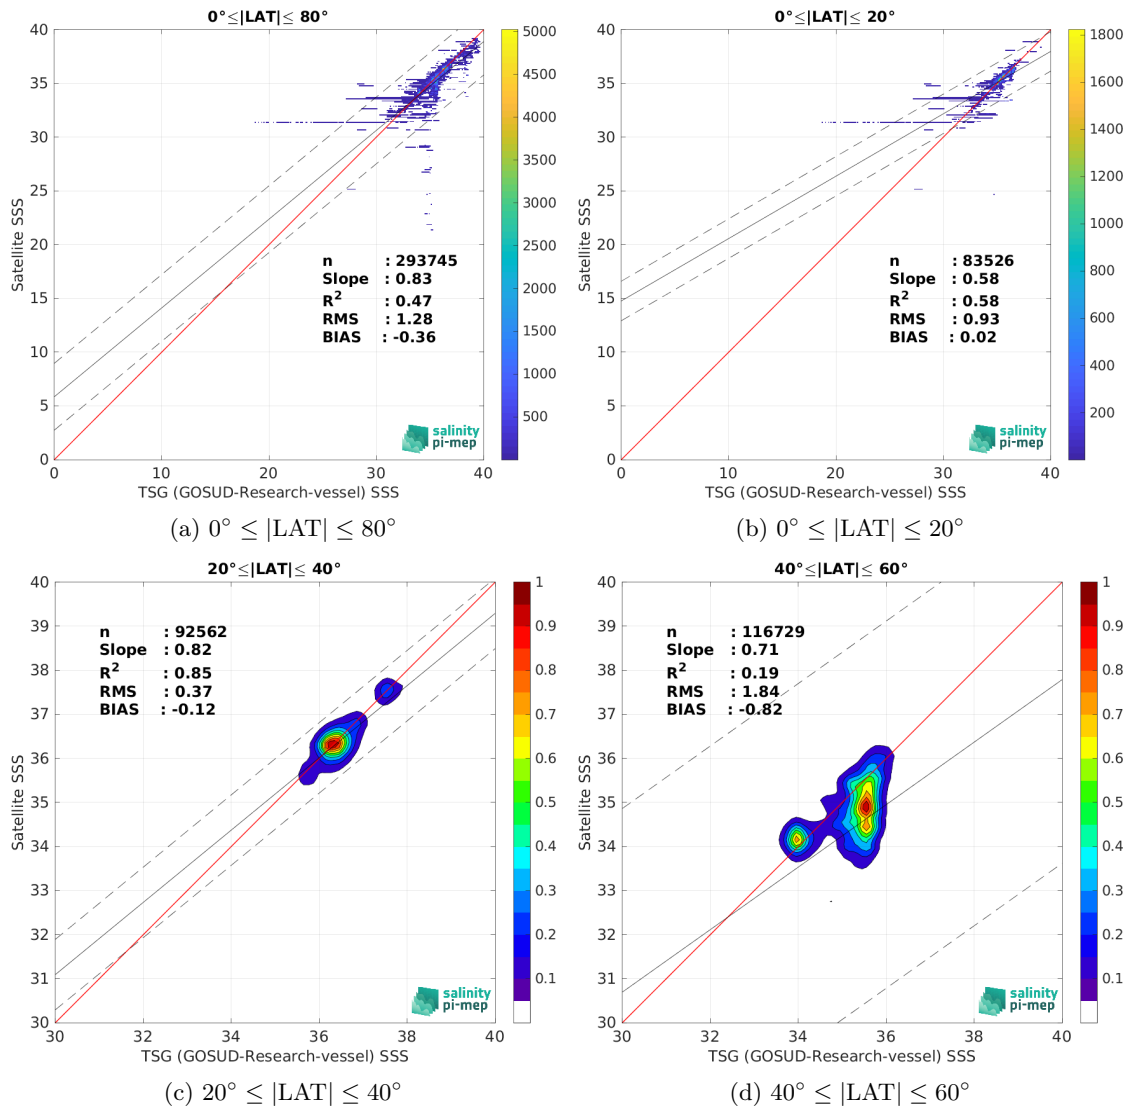 0°≤|LAT|≤ 80°
40
35
30
25
20
15
10
5
0
0
10
20
30
40
Satellite SSS
TSG (GOSUD-Research-vessel) SSS
n : 293745
Slope : 0.83
R2 : 0.47
RMS : 1.28
BIAS : -0.36
salinity
pi-mep
5000
4500
4000
3500
3000
2500
2000
1500
1000
500
(a) 0° ≤ |LAT| ≤ 80°
0°≤|LAT|≤ 20°
40
35
30
25
20
15
10
5
0
0
10
20
30
40
Satellite SSS
TSG (GOSUD-Research-vessel) SSS
n : 83526
Slope : 0.58
R2 : 0.58
RMS : 0.93
BIAS : 0.02
salinity
pi-mep
1800
1600
1400
1200
1000
800
600
400
200
(b) 0° ≤ |LAT| ≤ 20°
20°≤|LAT|≤ 40°
40
39
38
37
36
35
34
33
32
31
30
30
32
34
36
38
40
Satellite SSS
TSG (GOSUD-Research-vessel) SSS
n : 92562
Slope : 0.82
R2 : 0.85
RMS : 0.37
BIAS : -0.12
salinity
pi-mep
1
0.9
0.8
0.7
0.6
0.5
0.4
0.3
0.2
0.1
(c) 20° ≤ |LAT| ≤ 40°
40°≤|LAT|≤ 60°
40
39
38
37
36
35
34
33
32
31
30
30
32
34
36
38
40
Satellite SSS
TSG (GOSUD-Research-vessel) SSS
n : 116729
Slope : 0.71
R2 : 0.19
RMS : 1.84
BIAS : -0.82
salinity
pi-mep
1
0.9
0.8
0.7
0.6
0.5
0.4
0.3
0.2
0.1
(d) 40° ≤ |LAT| ≤ 60°